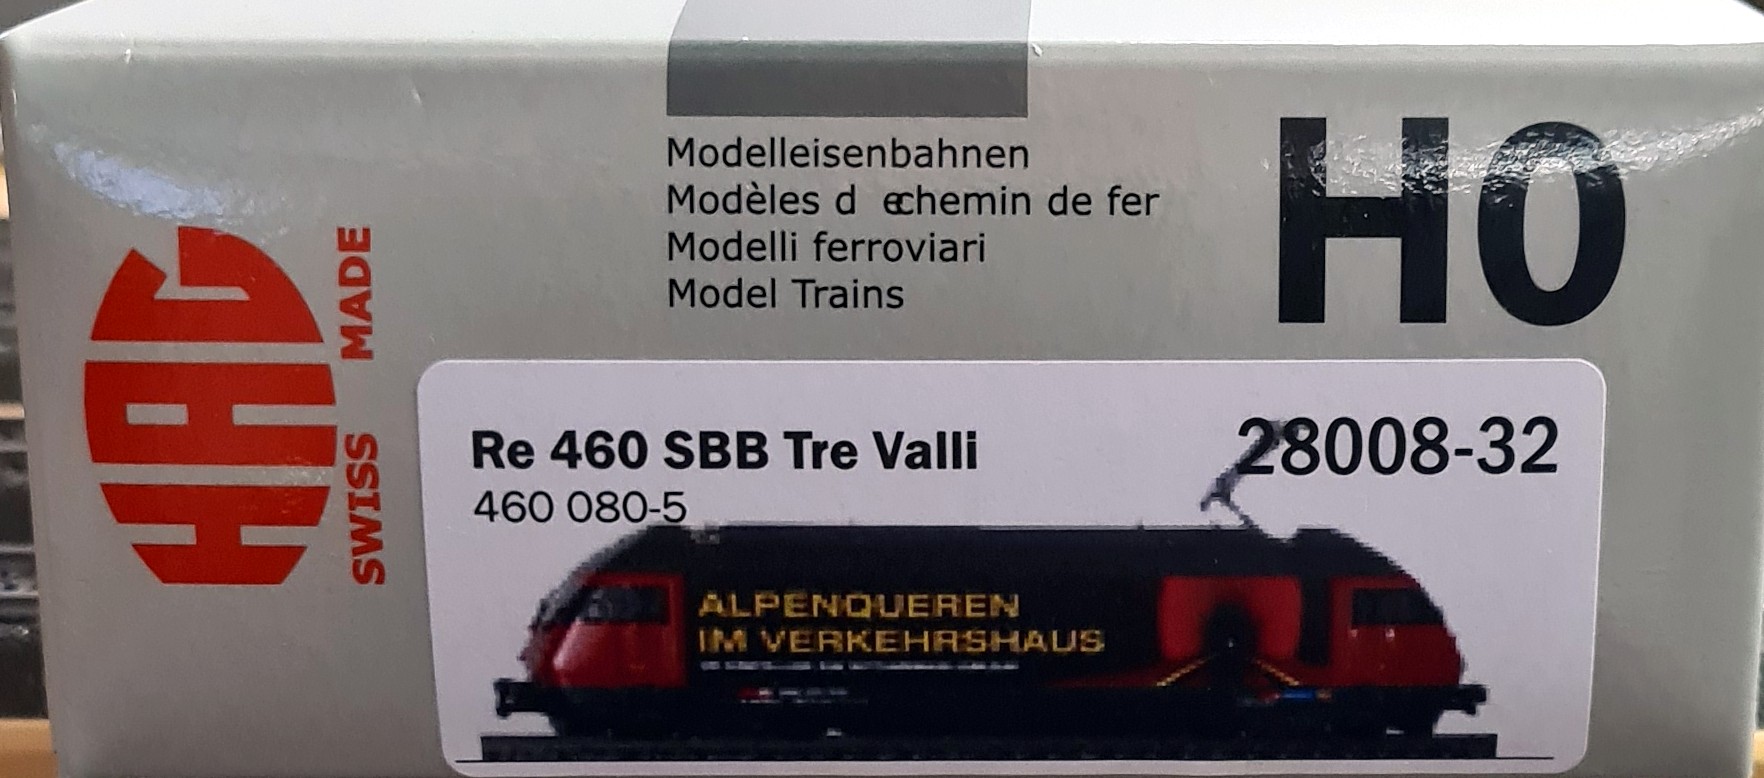 HAG
SWISS MADE
Modelleisenbahnen
Modèles d echemin de fer
Modelli ferroviari
Model Trains
H0
Re 460 SBB Tre Valli
28008-32
460 080-5
ALPENQUEREN
IM VERKEHRSHAUS